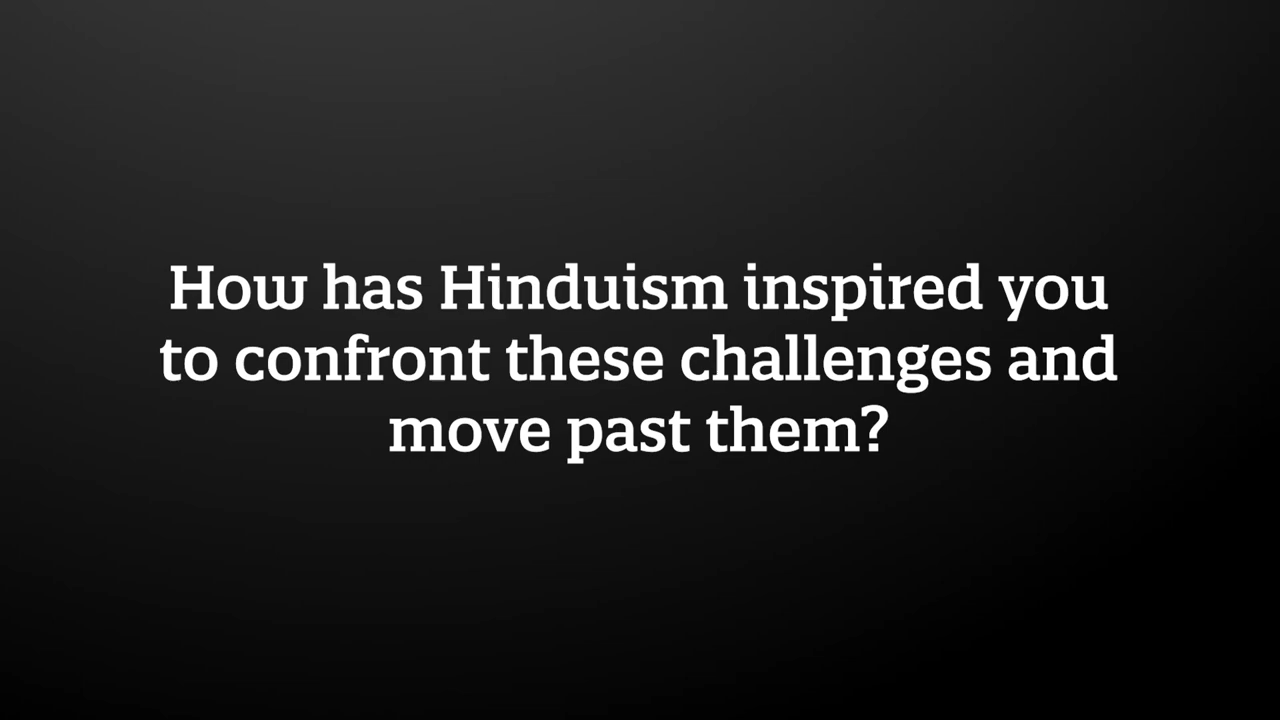 How has Hinduism inspired you
to confront these challenges and
move past them?